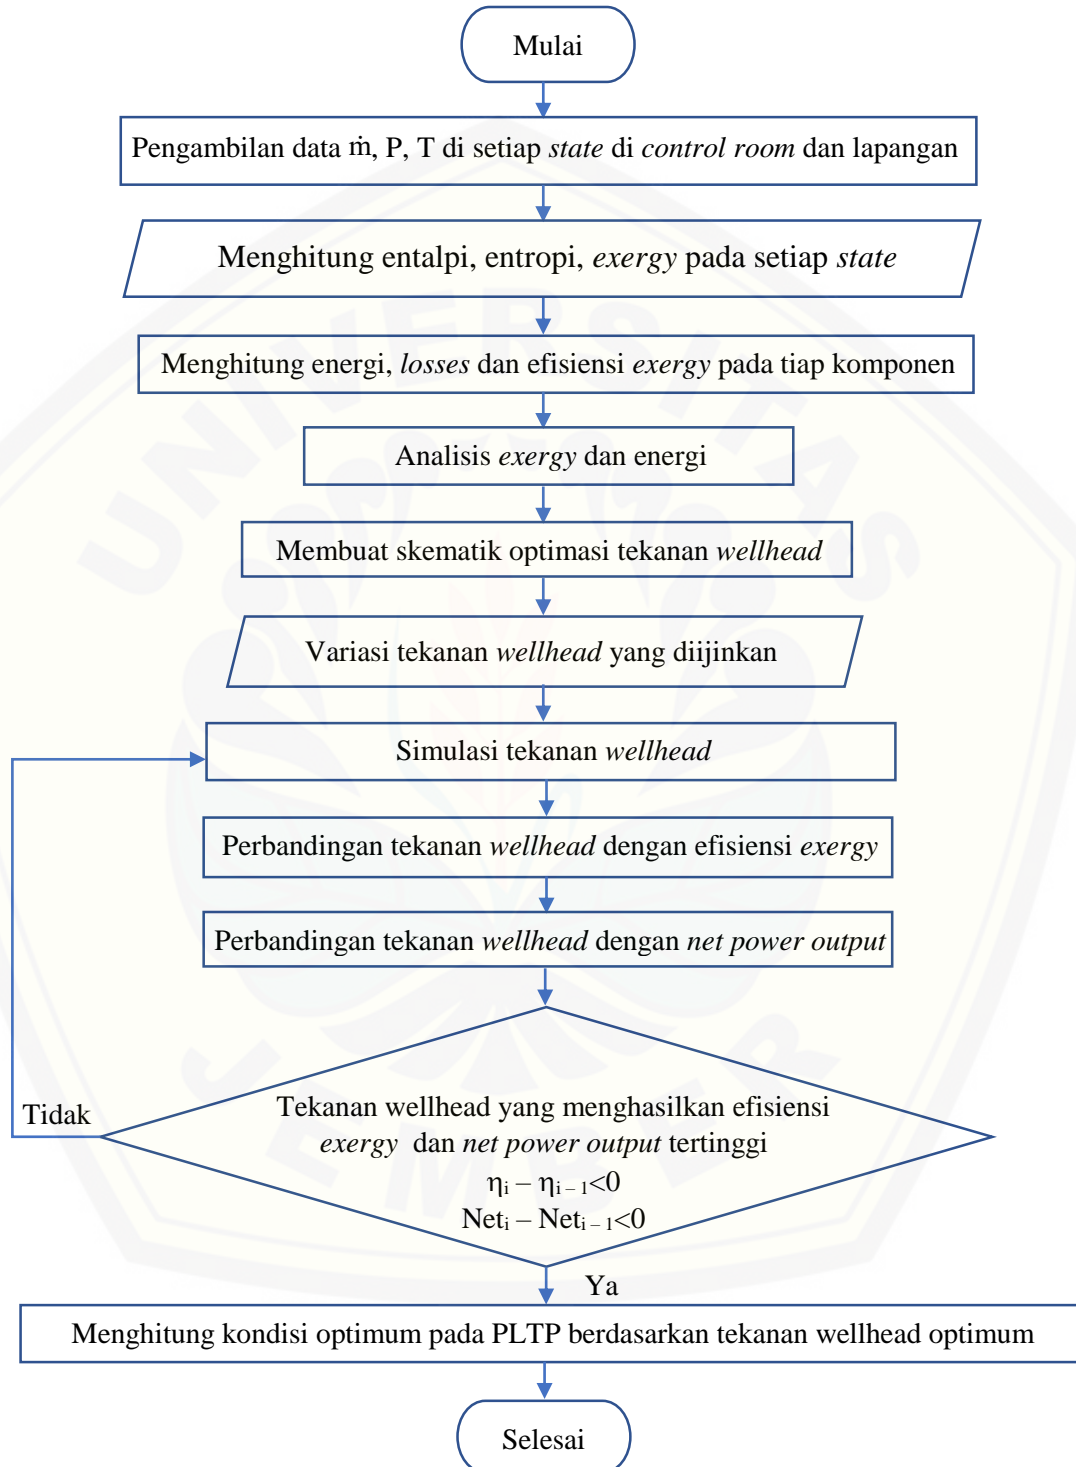 Mulai
Pengambilan data ṁ, P, T di setiap state di control room dan lapangan
Menghitung entalpi, entropi, exergy pada setiap state
Menghitung energi, losses dan efisiensi exergy pada tiap komponen
Analisis exergy dan energi
Membuat skematik optimasi tekanan wellhead
Variasi tekanan wellhead yang diijinkan
Simulasi tekanan wellhead
Perbandingan tekanan wellhead dengan efisiensi exergy
Perbandingan tekanan wellhead dengan net power output
Tidak
Tekanan wellhead yang menghasilkan efisiensi
exergy dan net power output tertinggi
ηi – ηi – 1<0
Neti – Neti – 1<0
Ya
Menghitung kondisi optimum pada PLTP berdasarkan tekanan wellhead optimum
Selesai
UNIVERSITAS
JEMBER